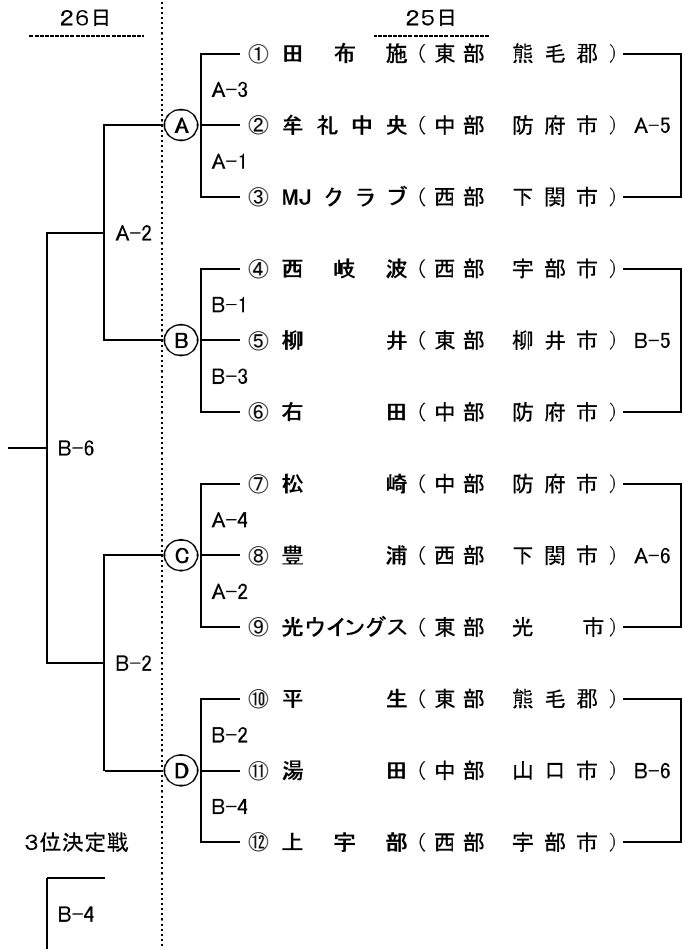 26日 25日
① 田布施 ( 東部 熊毛郡 )
A-3
Ⓐ ② 牟礼中央 ( 中部 防府市 ) A-5
A-1
③ MJクラブ ( 西部 下関市 )
A-2
④ 西岐波 ( 西部 宇部市 )
B-1
Ⓑ ⑤ 柳井 ( 東部 柳井市 ) B-5
B-3
⑥ 右田 ( 中部 防府市 )
B-6
⑦ 松崎 ( 中部 防府市 )
A-4
Ⓒ ⑧ 豊浦 ( 西部 下関市 ) A-6
A-2
⑨ 光ウイングス ( 東部 光市 )
B-2
⑩ 平生 ( 東部 熊毛郡 )
B-2
Ⓓ ⑪ 湯田 ( 中部 山口市 ) B-6
B-4
⑫ 上宇部 ( 西部 宇部市 )
3位決定戦
B-4